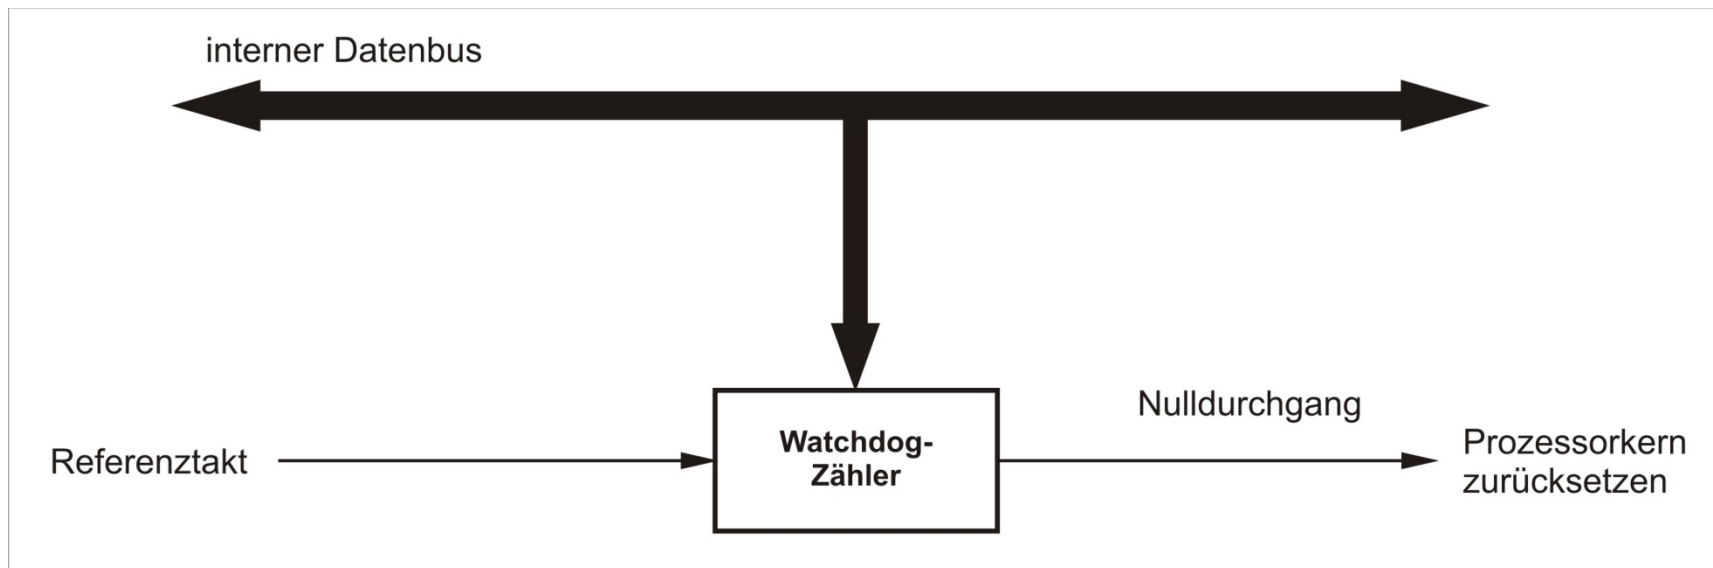 interner Datenbus
Nulldurchgang
Referenztakt
Watchdog-
Zähler
Prozessorkern
zurücksetzen